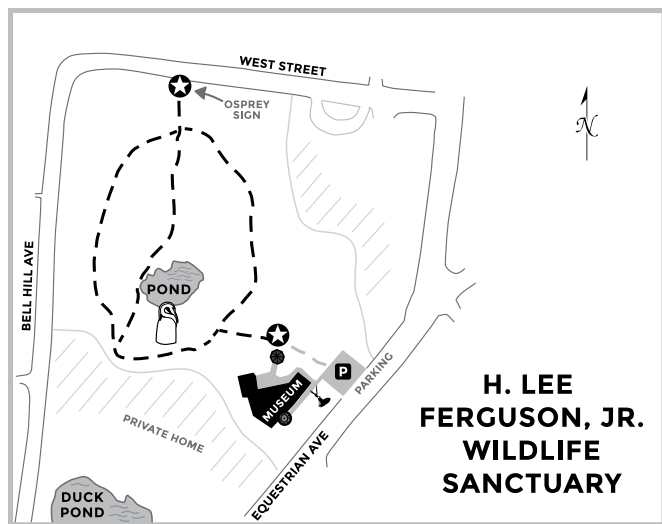 WEST STREET
OSPREY
SIGN
N
BELL HILL AVE
POND
P
PARKING
MUSEUM
PRIVATE HOME
EQUESTRIAN AVE
DUCK
POND
H. LEE
FERGUSON, JR.
WILDLIFE
SANCTUARY